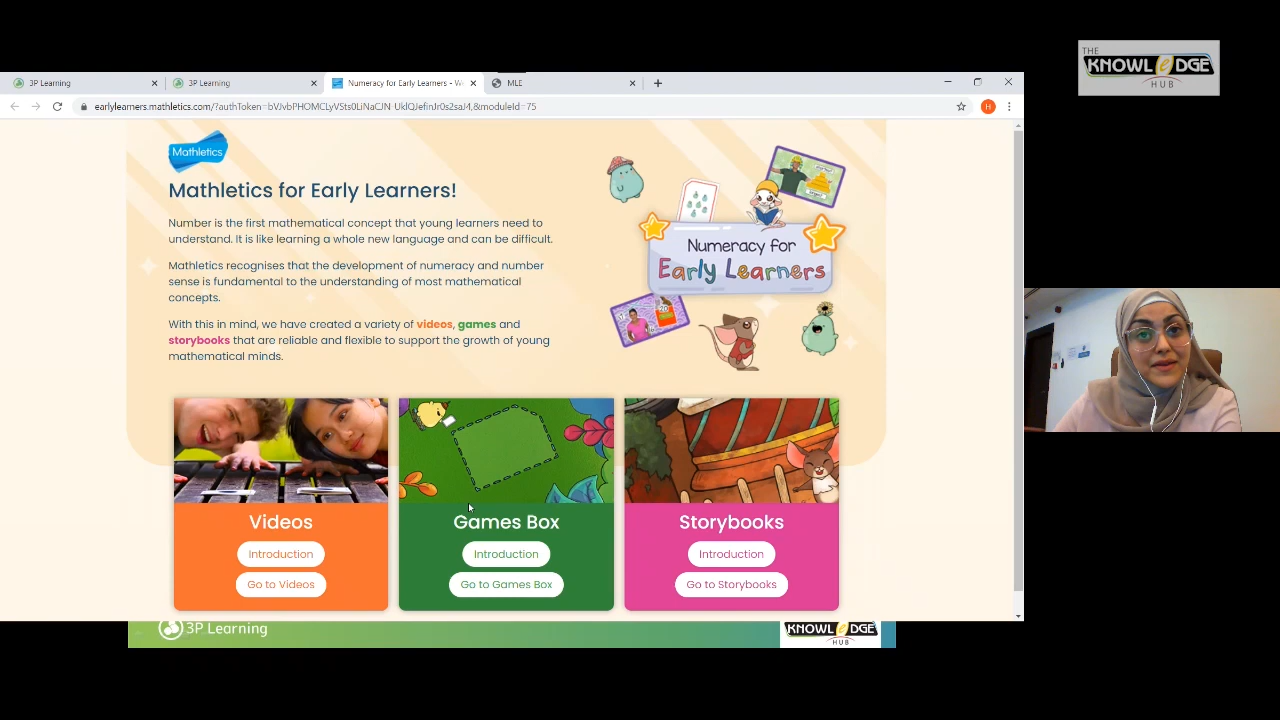 THE
KNOWLEDGE
HUB
3P Learning
3P Learning
Numeracy for Early Learners - W
MLE
Mathletics
Mathletics for Early Learners!
Number is the first mathematical concept that young learners need to
understand. It is like learning a whole new language and can be difficult.
Mathletics recognises that the development of numeracy and number
sense is fundamental to the understanding of most mathematical
concepts.
With this in mind, we have created a variety of videos, games and
storybooks that are reliable and flexible to support the growth of young
mathematical minds.
Numeracy for
Early Learners
Videos
Introduction
Go to Videos
Games Box
Introduction
Go to Games Box
Storybooks
Introduction
Go to Storybooks
3P Learning
KNOWLEDGE
HUB